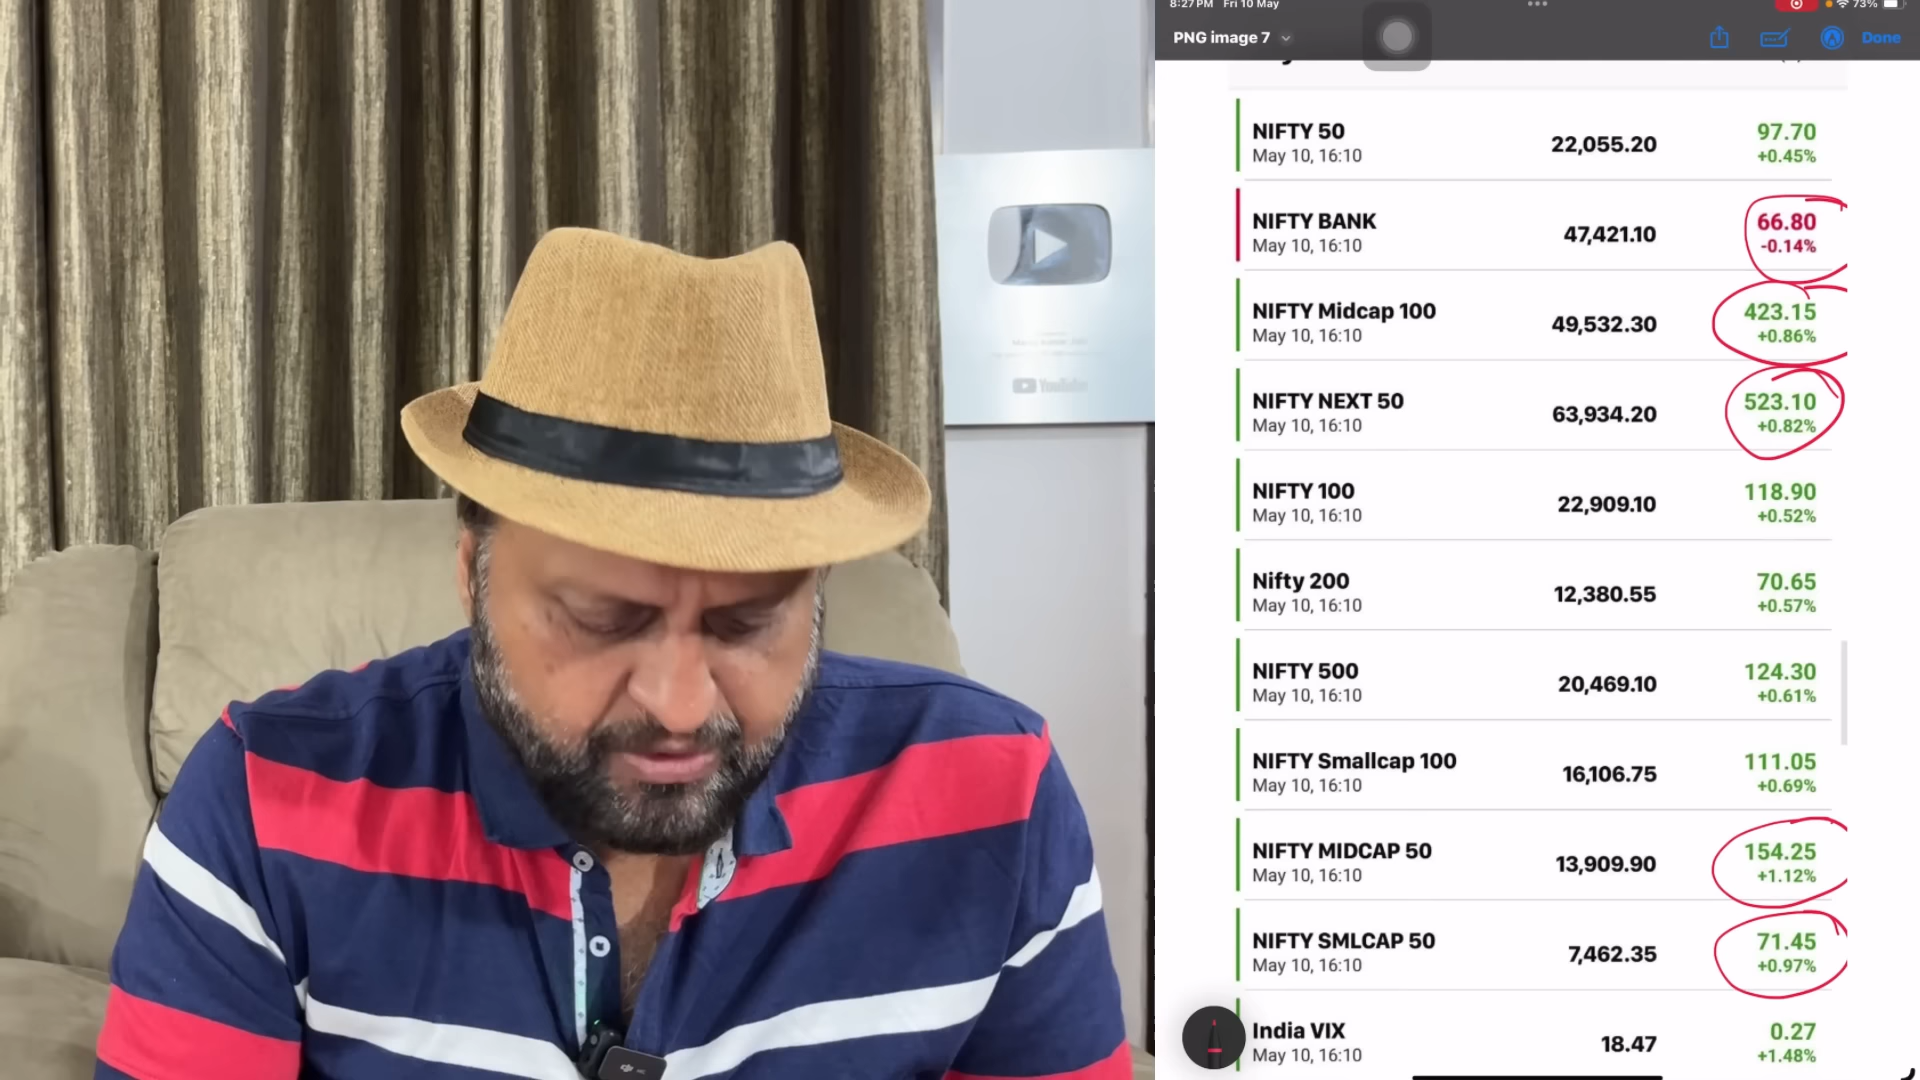 8:27 PM Fri 10 May
73%
PNG image 7
Done
NIFTY 50
May 10, 16:10
22,055.20
97.70
+0.45%
NIFTY BANK
May 10, 16:10
47,421.10
66.80
-0.14%
NIFTY Midcap 100
May 10, 16:10
49,532.30
423.15
+0.86%
NIFTY NEXT 50
May 10, 16:10
63,934.20
523.10
+0.82%
NIFTY 100
May 10, 16:10
22,909.10
118.90
+0.52%
Nifty 200
May 10, 16:10
12,380.55
70.65
+0.57%
NIFTY 500
May 10, 16:10
20,469.10
124.30
+0.61%
NIFTY Smallcap 100
May 10, 16:10
16,106.75
111.05
+0.69%
NIFTY MIDCAP 50
May 10, 16:10
13,909.90
154.25
+1.12%
NIFTY SMLCAP 50
May 10, 16:10
7,462.35
71.45
+0.97%
India VIX
May 10, 16:10
18.47
0.27
+1.48%
YouTube
dji